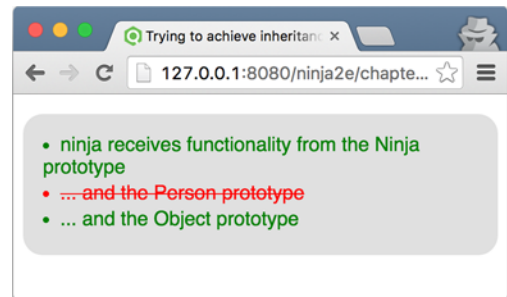 Trying to achieve inheritanc
127.0.0.1:8080/ninja2e/chapte...
• ninja receives functionality from the Ninja
prototype
• ... and the Person prototype
• ... and the Object prototype